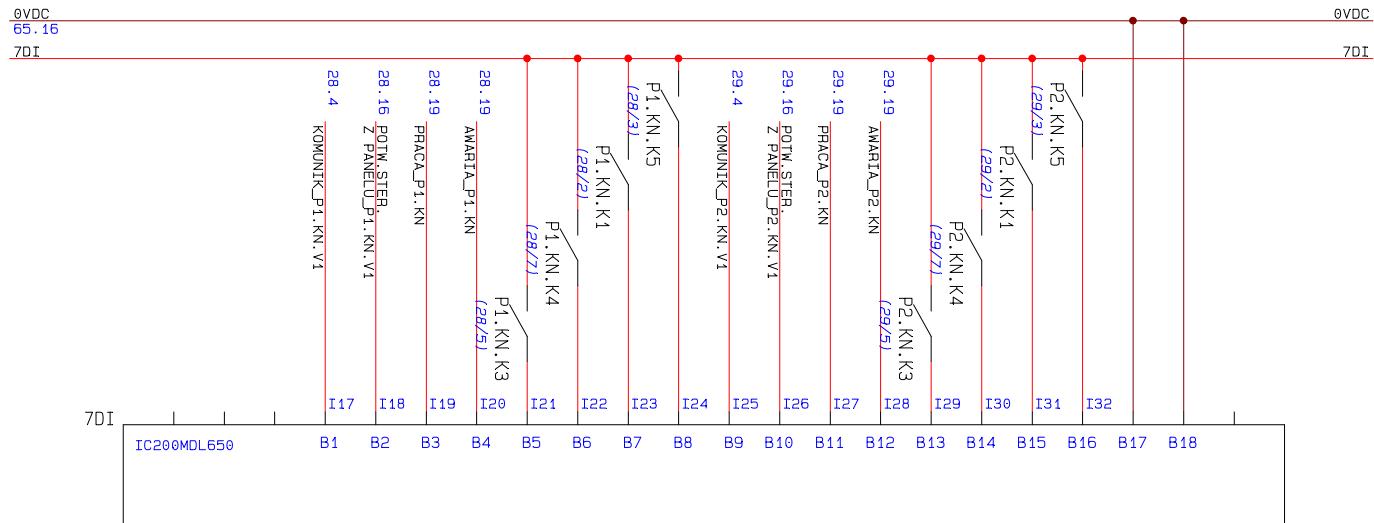 0VDC
0VDC
65.16
7DI
7DI
28.4
KOMUNIK_P1.KN.V1
28.16
POTW.STER.
Z PANELU_P1.KN.V1
28.19
PRACA_P1.KN
28.19
AWARIA_P1.KN
P1.KN.K3
(28/5)
P1.KN.K4
(28/7)
P1.KN.K1
(28/2)
P1.KN.K5
(28/3)
29.4
KOMUNIK_P2.KN.V1
29.16
POTW.STER.
Z PANELU_P2.KN.V1
29.19
PRACA_P2.KN
29.19
AWARIA_P2.KN
P2.KN.K3
(29/5)
P2.KN.K4
(29/7)
P2.KN.K1
(29/2)
P2.KN.K5
(29/3)
I17 I18 I19 I20 I21 I22 I23 I24 I25 I26 I27 I28 I29 I30 I31 I32
7DI
IC200MDL650 B1 B2 B3 B4 B5 B6 B7 B8 B9 B10 B11 B12 B13 B14 B15 B16 B17 B18